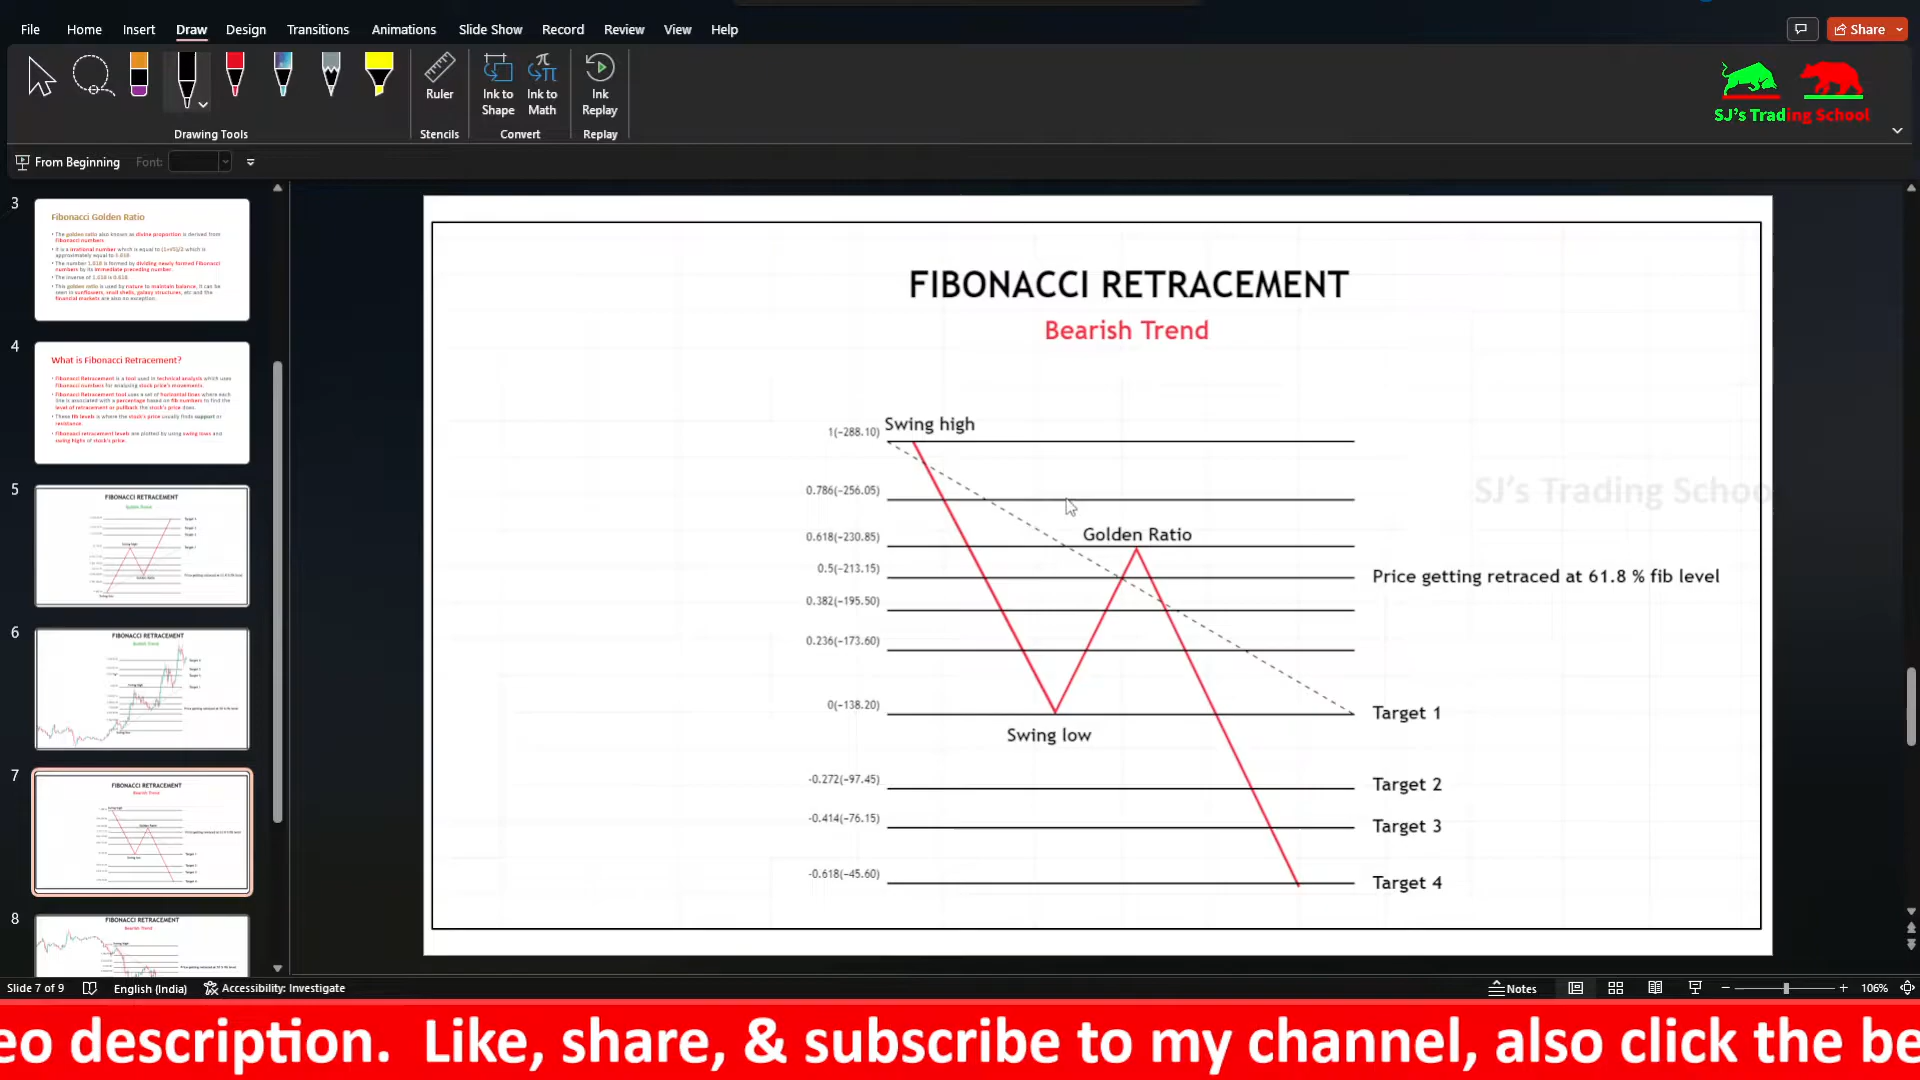 File Home Insert Draw Design Transitions Animations Slide Show Record Review View Help
Share
Ruler
Ink to Shape
Ink to Math
Ink Replay
Drawing Tools
Stencils
Convert
Replay
SJ's Trading School
From Beginning
Font:
3
Fibonacci Golden Ratio
4
What is Fibonacci Retracement?
5
FIBONACCI RETRACEMENT
6
FIBONACCI RETRACEMENT
7
FIBONACCI RETRACEMENT
Bearish Trend
8
FIBONACCI RETRACEMENT
Bearish Trend
FIBONACCI RETRACEMENT
Bearish Trend
Swing high
1(-288.10)
0.786(-256.05)
SJ's Trading Schoo
Golden Ratio
0.618(-230.85)
0.5(-213.15)
Price getting retraced at 61.8 % fib level
0.382(-195.50)
0.236(-173.60)
0(-138.20)
Target 1
Swing low
-0.272(-97.45)
Target 2
-0.414(-76.15)
Target 3
-0.618(-45.60)
Target 4
Slide 7 of 9
English (India)
Accessibility: Investigate
Notes
106%
eo description. Like, share, & subscribe to my channel, also click the be